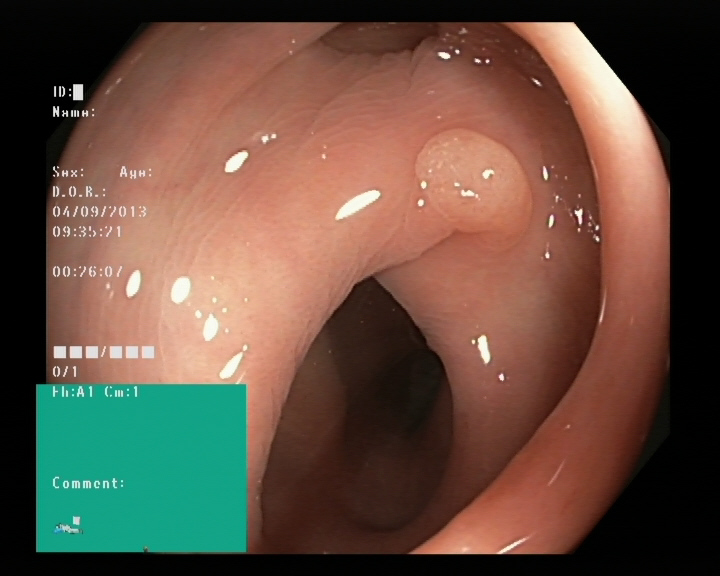 ID:
Name:
Sex: Age:
D.O.B.:
04/09/2013
09:35:21
00:26:07
/
0/1
Eh:A1 Cm:1
Comment: